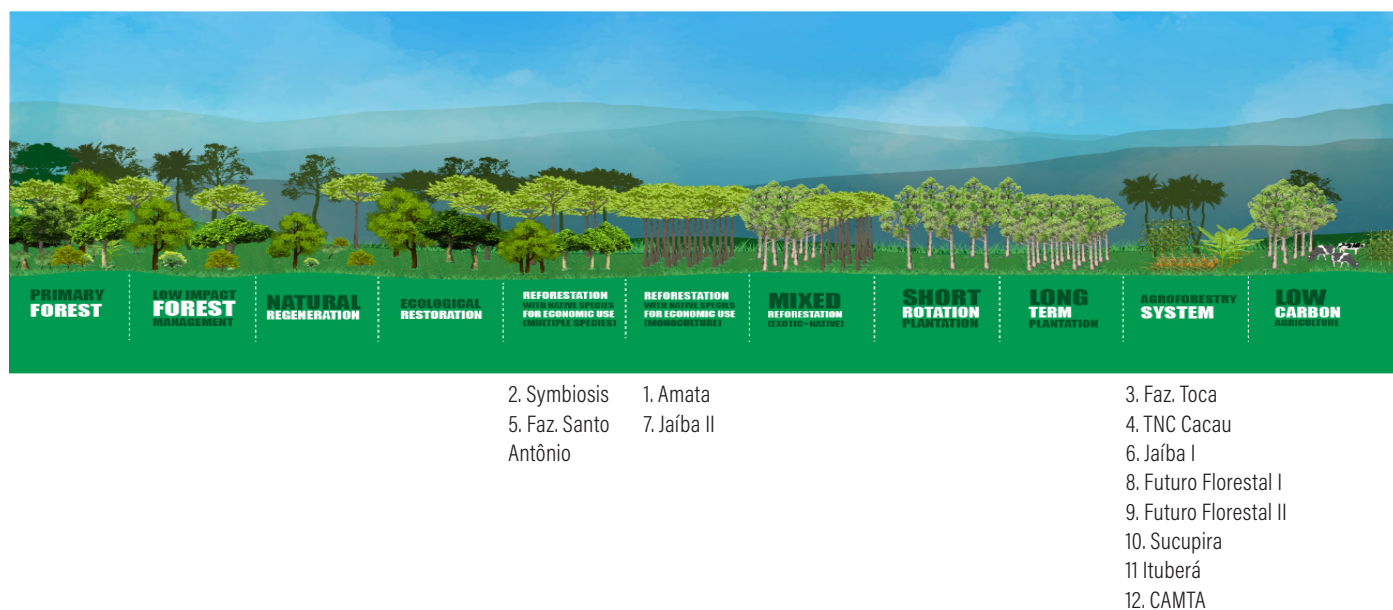 PRIMARY
FOREST
LOW IMPACT
FOREST
MANAGEMENT
NATURAL
REGENERATION
ECOLOGICAL
RESTORATION
REFORESTATION
WITH NATIVE SPECIES
FOR ECONOMIC USE
(MULTIPLE SPECIES)
REFORESTATION
WITH NATIVE SPECIES
FOR ECONOMIC USE
(MONOCULTURE)
MIXED
REFORESTATION
(EXOTIC+NATIVE)
SHORT
ROTATION
PLANTATION
LONG
TERM
PLANTATION
AGROFORESTRY
SYSTEM
LOW
CARBON
AGRICULTURE
2. Symbiosis
5. Faz. Santo
Antônio
1. Amata
7. Jaíba II
3. Faz. Toca
4. TNC Cacau
6. Jaíba I
8. Futuro Florestal I
9. Futuro Florestal II
10. Sucupira
11 Ituberá
12. CAMTA